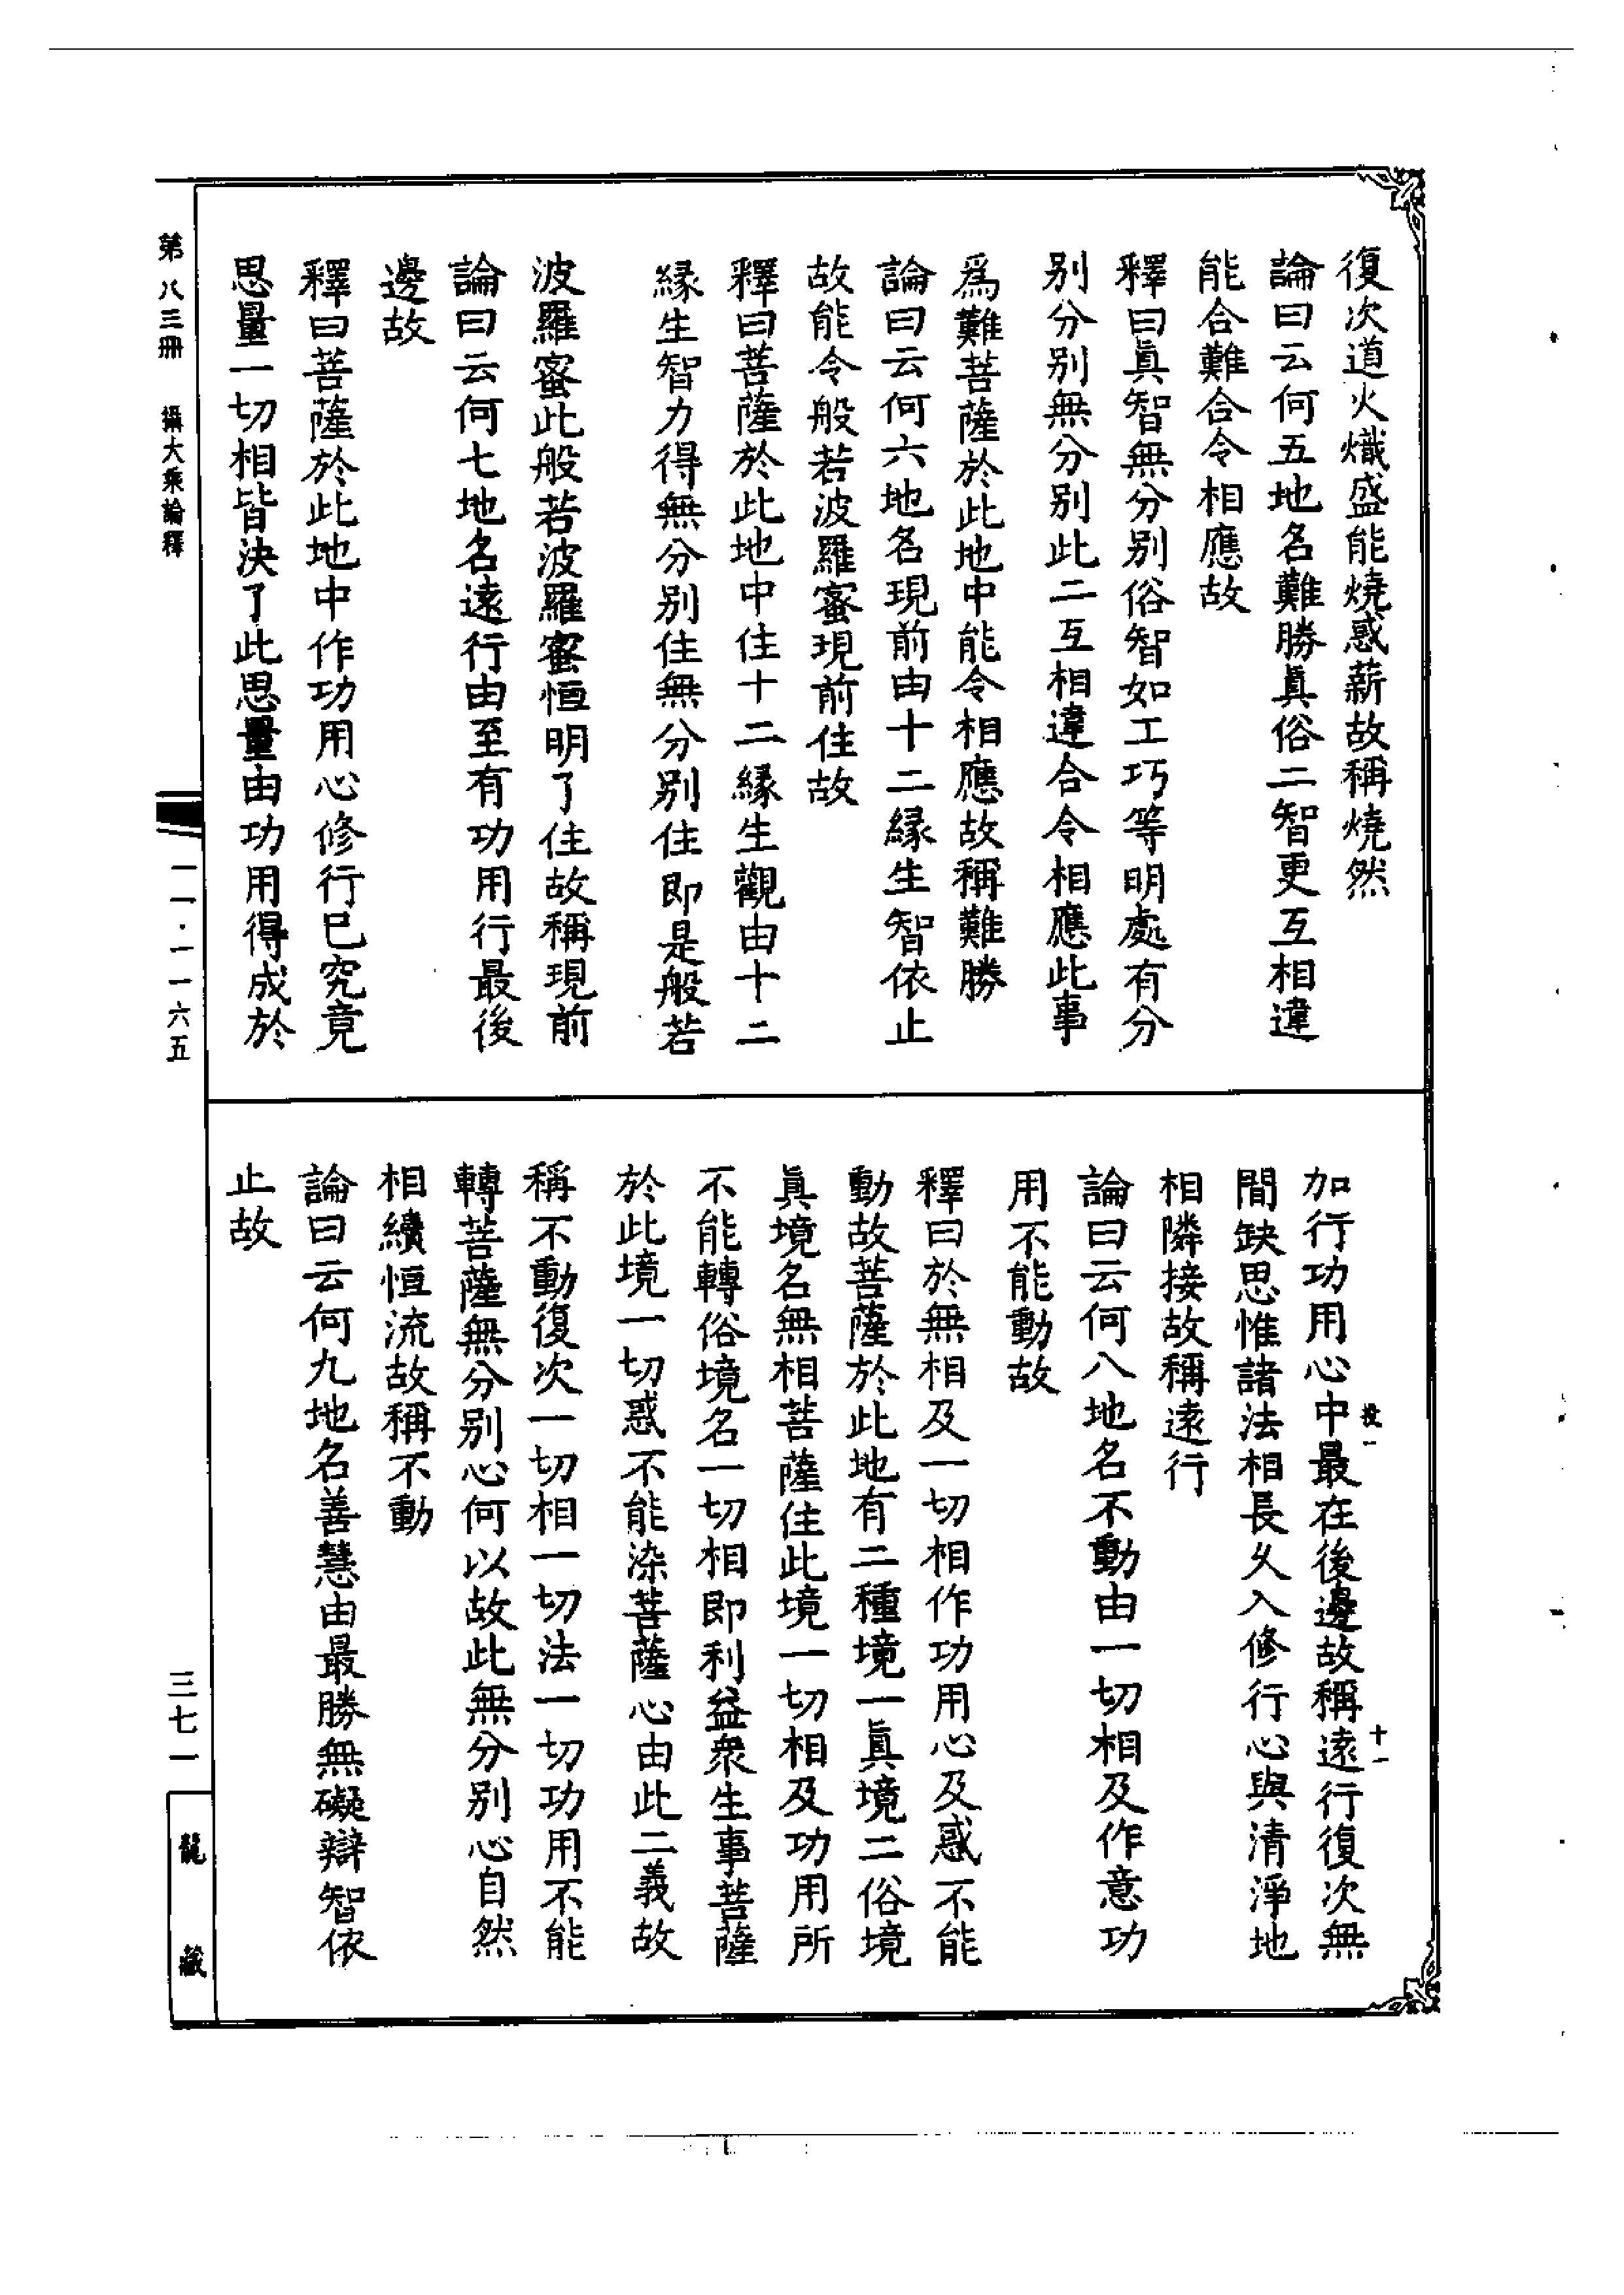 復次道火熾盛能燒惑薪故稱燒然
論曰云何五地名難勝真俗二智更互相違
能合難合令相應故
釋曰真智無分別俗智如工巧等明處有分
別分別無分別此二互相違合令相應此事
爲難菩薩於此地中能令相應故稱難勝
論曰云何六地名現前由十二緣生智依止
故能令般若波羅蜜現前住故
釋曰菩薩於此地中住十二緣生觀由十二
緣生智力得無分別住無分別住即是般若
波羅蜜此般若波羅蜜恒明了住故稱現前
論曰云何七地名遠行由至有功用行最後
邊故
釋曰菩薩於此地中作功用心修行已究竟
思量一切相皆決了此思量由功用得成於
加行功用心中最在後邊故稱遠行復次無
間缺思惟諸法相長久入修行心與清淨地
相隣接故稱遠行
論曰云何八地名不動由一切相及作意功
用不能動故
釋曰於無相及一切相作功用心及惑不能
動故菩薩於此地有二種境一真境二俗境
真境名無相菩薩住此境一切相及功用所
不能轉俗境名一切相即利益衆生事菩薩
於此境一切惑不能染菩薩心由此二義故
稱不動復次一切相一切法一切功用不能
轉菩薩無分別心何以故此無分別心自然
相續恒流故稱不動
論曰云何九地名善慧由最勝無礙辯智依
止故
十一
第八三冊 攝大乘論釋
一一·一一六五
三七一
龍藏